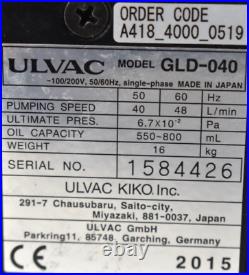 ORDER CODE
A418_4000_0519
ULVAC MODEL GLD-040
~100/200V, 50/60Hz, single-phase MADE IN JAPAN
50 60 Hz
PUMPING SPEED 40 48 L/min
ULTIMATE PRES. 6.7×10⁻² Pa
OIL CAPACITY 550-800 mL
WEIGHT 16 kg
SERIAL NO. 1584426
ULVAC KIKO.Inc.
291-7 Chausubaru, Saito-city,
Miyazaki, 881-0037, Japan
ULVAC GmbH
Parkring11, 85748, Garching, Germany
CE 2015